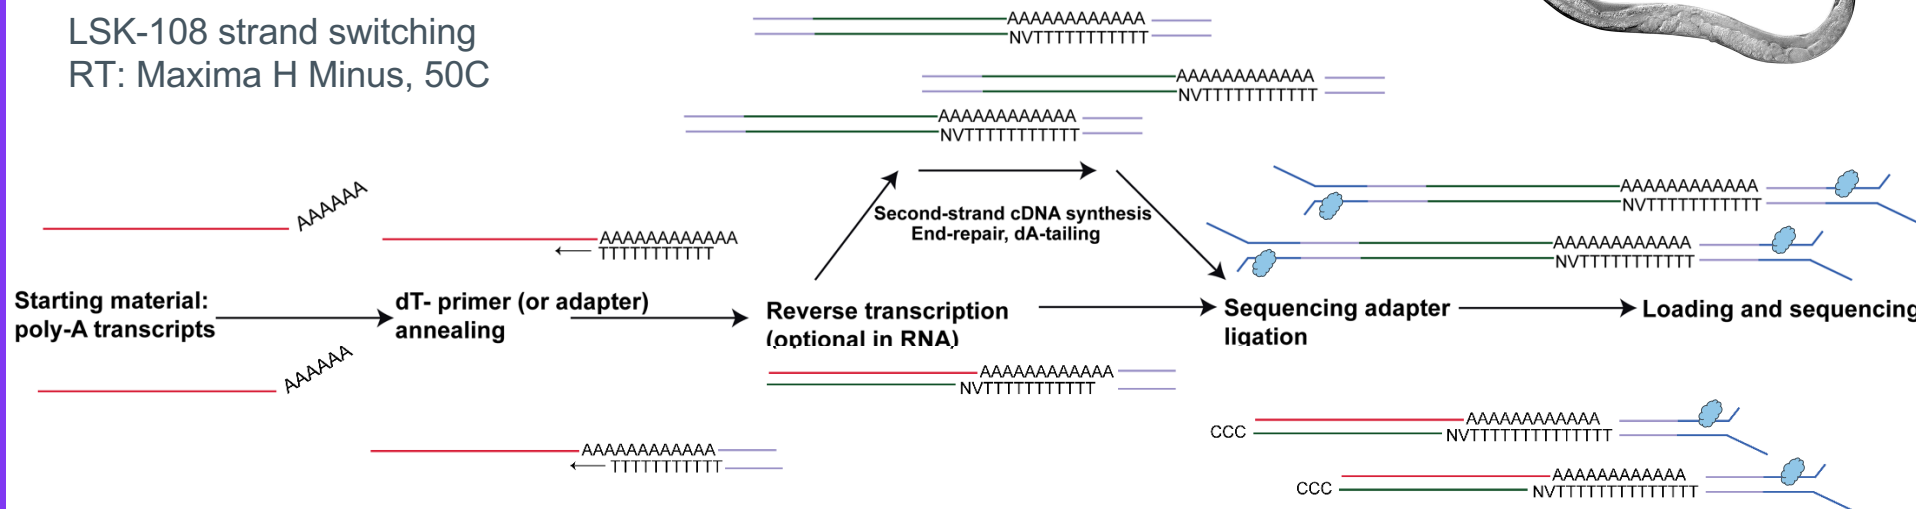 LSK-108 strand switching
RT: Maxima H Minus, 50C
AAAAAAAAAAAA
NVTTTTTTTTTTT
AAAAAAAAAAAA
NVTTTTTTTTTTT
AAAAAAAAAAAA
NVTTTTTTTTTTT
AAAAAA
AAAAAAAAAAAA
TTTTTTTTTTT
Second-strand cDNA synthesis
End-repair, dA-tailing
AAAAAAAAAAAA
NVTTTTTTTTTTT
AAAAAAAAAAAA
NVTTTTTTTTTTT
Starting material:
poly-A transcripts
dT- primer (or adapter)
annealing
Reverse transcription
(optional in RNA)
Sequencing adapter
ligation
Loading and sequencing
AAAAAA
AAAAAAAAAAAA
TTTTTTTTTTT
AAAAAAAAAAAA
NVTTTTTTTTTTT
AAAAAAAAAAAA
CCC
NVTTTTTTTTTTTTTT
AAAAAAAAAAAA
CCC
NVTTTTTTTTTTTTTT